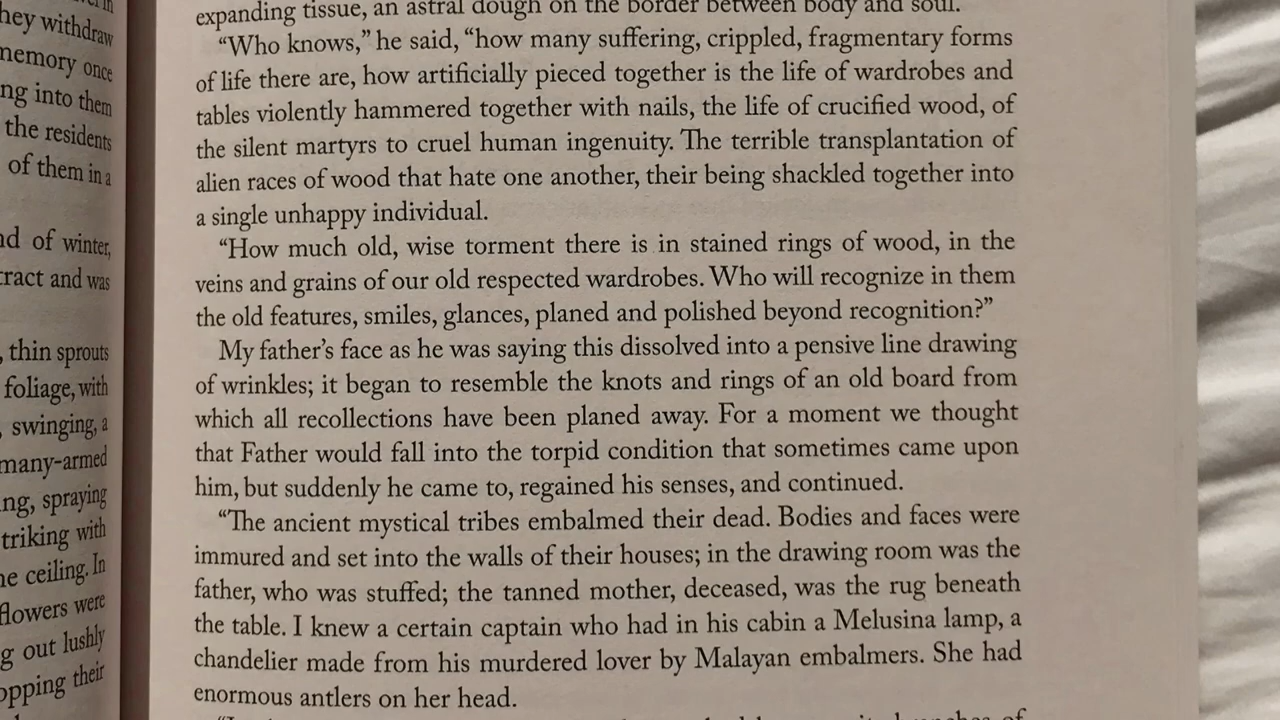 hey withdraw
memory once
ng into them
the residents
of them in a
nd of winter,
ract and was
, thin sprouts
foliage, with
, swinging, a
many-armed
ng, spraying
triking with
he ceiling. In
flowers were
g out lushly
opping their
expanding tissue, an astral dough on the border between body and soul.
“Who knows,” he said, “how many suffering, crippled, fragmentary forms
of life there are, how artificially pieced together is the life of wardrobes and
tables violently hammered together with nails, the life of crucified wood, of
the silent martyrs to cruel human ingenuity. The terrible transplantation of
alien races of wood that hate one another, their being shackled together into
a single unhappy individual.
“How much old, wise torment there is in stained rings of wood, in the
veins and grains of our old respected wardrobes. Who will recognize in them
the old features, smiles, glances, planed and polished beyond recognition?”
My father’s face as he was saying this dissolved into a pensive line drawing
of wrinkles; it began to resemble the knots and rings of an old board from
which all recollections have been planed away. For a moment we thought
that Father would fall into the torpid condition that sometimes came upon
him, but suddenly he came to, regained his senses, and continued.
“The ancient mystical tribes embalmed their dead. Bodies and faces were
immured and set into the walls of their houses; in the drawing room was the
father, who was stuffed; the tanned mother, deceased, was the rug beneath
the table. I knew a certain captain who had in his cabin a Melusina lamp, a
chandelier made from his murdered lover by Malayan embalmers. She had
enormous antlers on her head.